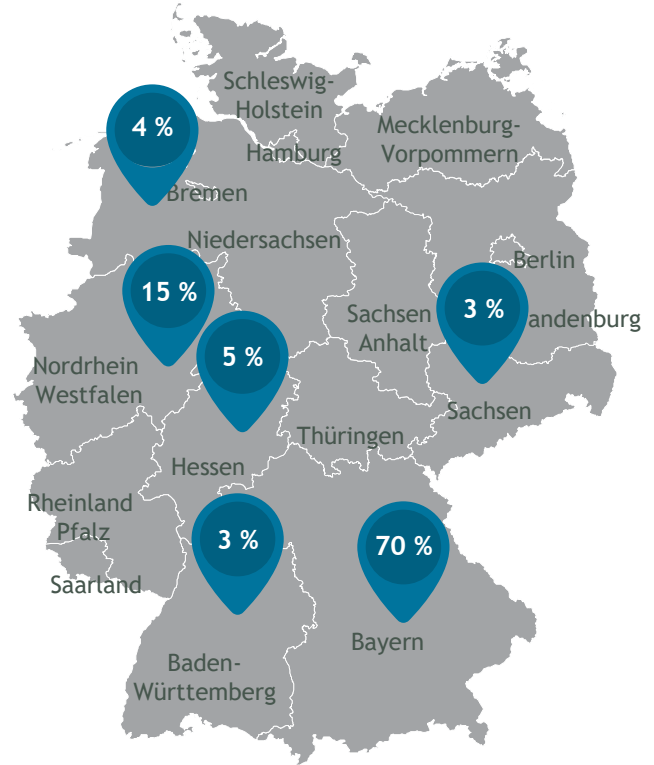 Schleswig-
Holstein
Mecklenburg-
Vorpommern
4 %
Hamburg
Bremen
Niedersachsen
Berlin
15 %
3 %
andenburg
Sachsen
Anhalt
5 %
Nordrhein
Westfalen
Sachsen
Thüringen
Hessen
Rheinland
Pfalz
3 %
70 %
Saarland
Bayern
Baden-
Württemberg